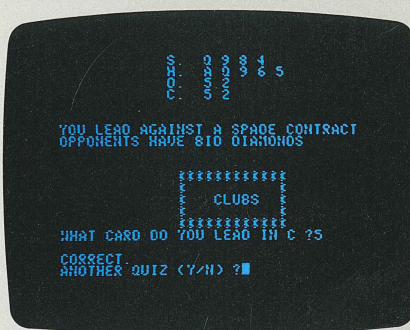 S. Q 9 8 4
H. A Q 9 6 5
D. 5 2
C. 5 2
YOU LEAD AGAINST A SPADE CONTRACT
OPPONENTS HAVE BID DIAMONDS
CLUBS
WHAT CARD DO YOU LEAD IN C ?5
CORRECT.
ANOTHER QUIZ (Y/N) ?